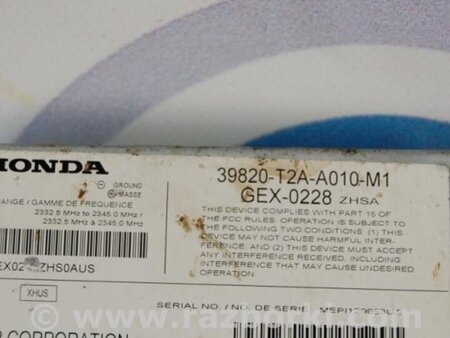 HONDA
GROUND
MASSE
39820-T2A-A010-M1
GEX-0228 ZHSA
ANGE / GAMME DE FREQUENCE
2332.5 MHz to 2345.0 MHz /
2332.5 MHz à 2345.0 MHz
THIS DEVICE COMPLIES WITH PART 15 OF
THE FCC RULES. OPERATION IS SUBJECT TO
THE FOLLOWING TWO CONDITIONS. (1) THIS
DEVICE MAY NOT CAUSE HARMFUL INTER-
FERENCE, AND (2) THIS DEVICE MUST ACCEPT
ANY INTERFERENCE RECEIVED, INCLUDING
INTERFERENCE THAT MAY CAUSE UNDESIRED
OPERATION.
ZHS0AUS
XHUS
SERIAL NO. / NO. DE SERIE
CORPORATION
www.razborki.com